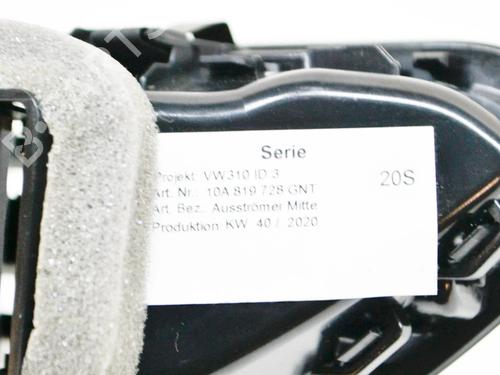 Serie
Projekt: VW310 ID 3
20S
Art. Nr.: 10A 819 728 GNT
Art. Bez.: Ausströmer Mitte
Produktion: KW 40 / 2020